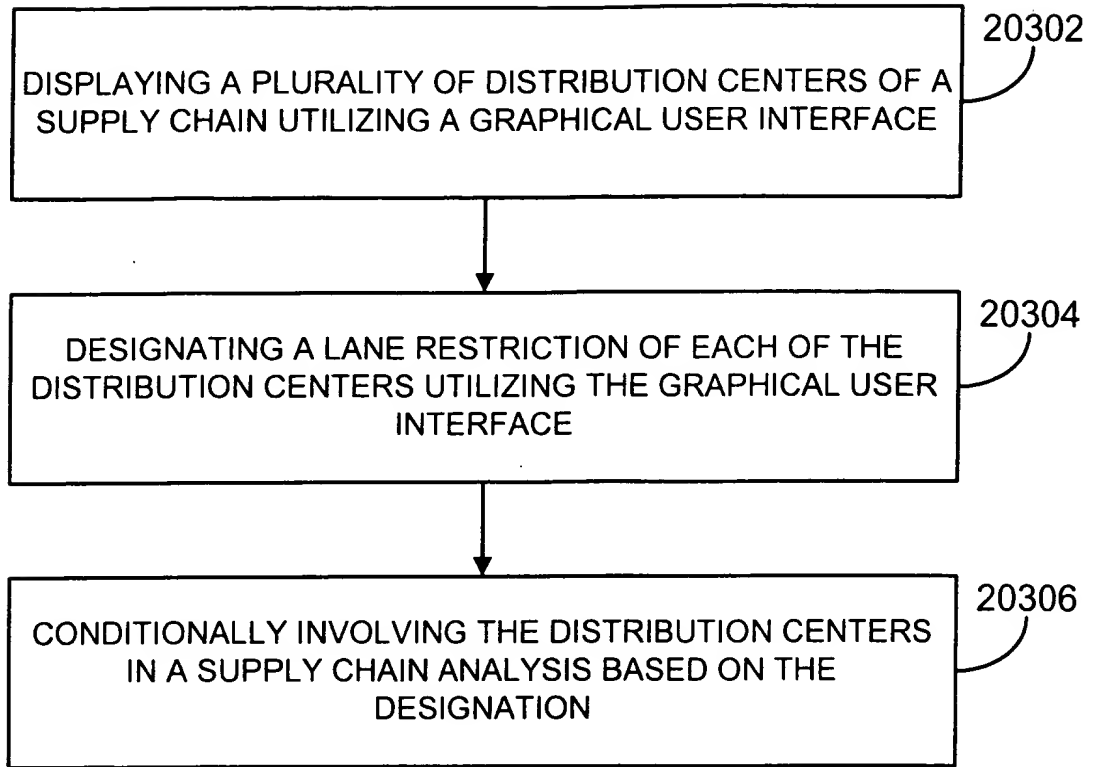 20302
DISPLAYING A PLURALITY OF DISTRIBUTION CENTERS OF A
SUPPLY CHAIN UTILIZING A GRAPHICAL USER INTERFACE
20304
DESIGNATING A LANE RESTRICTION OF EACH OF THE
DISTRIBUTION CENTERS UTILIZING THE GRAPHICAL USER
INTERFACE
20306
CONDITIONALLY INVOLVING THE DISTRIBUTION CENTERS
IN A SUPPLY CHAIN ANALYSIS BASED ON THE
DESIGNATION